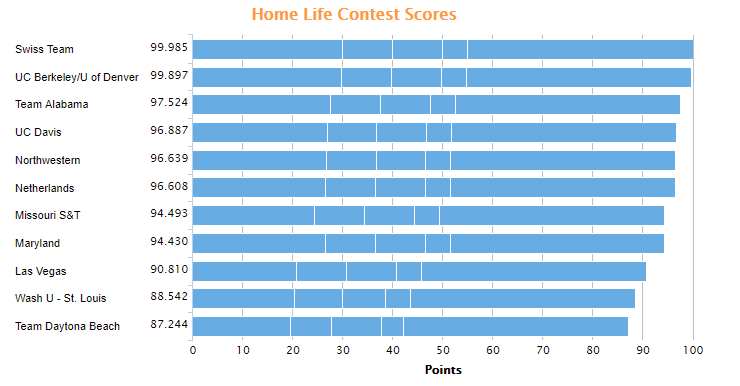 Home Life Contest Scores
Swiss Team 99.985
UC Berkeley/U of Denver 99.897
Team Alabama 97.524
UC Davis 96.887
Northwestern 96.639
Netherlands 96.608
Missouri S&T 94.493
Maryland 94.430
Las Vegas 90.810
Wash U - St. Louis 88.542
Team Daytona Beach 87.244
0 10 20 30 40 50 60 70 80 90 100
Points